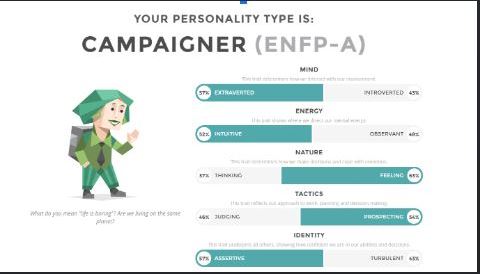 YOUR PERSONALITY TYPE IS:
CAMPAIGNER (ENFP-A)
MIND
This trait determines how we interact with our environment.
57% EXTRAVERTED INTROVERTED 43%
ENERGY
This trait shows where we direct our mental energy.
52% INTUITIVE OBSERVANT 48%
NATURE
This trait determines how we make decisions and cope with emotions.
37% THINKING FEELING 63%
TACTICS
This trait reflects our approach to work, planning and decision-making.
46% JUDGING PROSPECTING 54%
IDENTITY
This trait underpins all others, showing how confident we are in our abilities and decisions.
57% ASSERTIVE TURBULENT 43%
What do you mean "life is boring"? Are we living on the same
planet?